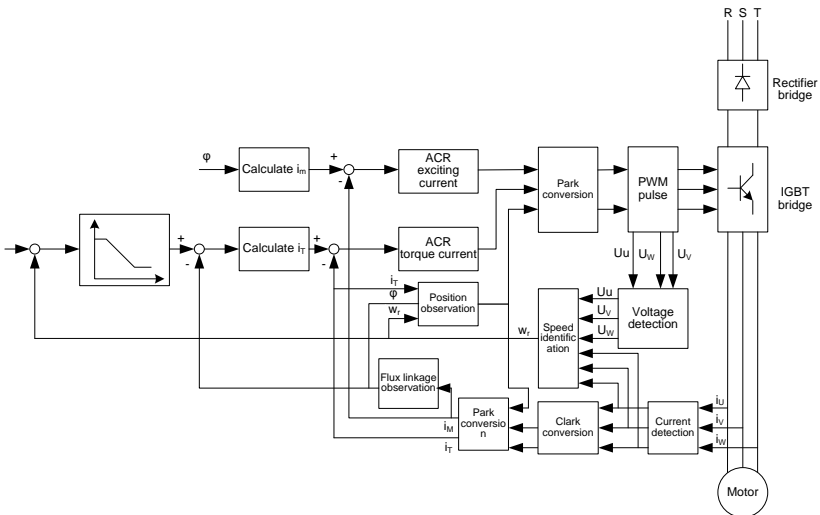 R S T
Rectifier
bridge
φ
Calculate im
+
-
ACR
exciting
current
Park
conversion
PWM
pulse
IGBT
bridge
+
-
Calculate iT
+
-
ACR
torque current
Uu
UW
UV
iT
φ
wr
Position
observation
wr
Speed
identific
ation
Uu
UV
UW
Voltage
detection
Flux linkage
observation
iM
iT
Park
conversio
n
Clark
conversion
Current
detection
iU
iV
iW
Motor